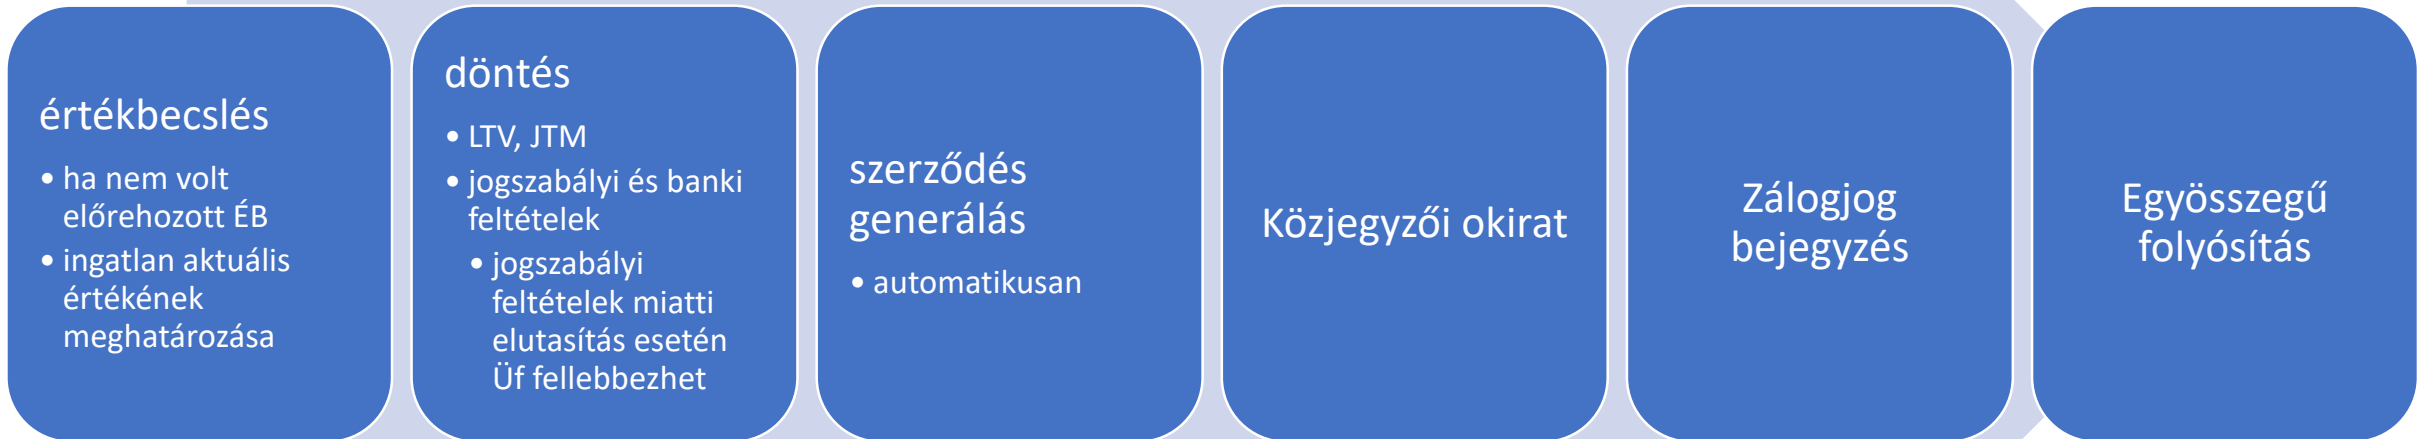 értékbecslés
• ha nem volt
előrehozott ÉB
• ingatlan aktuális
értékének
meghatározása
döntés
• LTV, JTM
• jogszabályi és banki
feltételek
• jogszabályi
feltételek miatti
elutasítás esetén
Üf fellebbezhet
szerződés
generálás
• automatikusan
Közjegyzői okirat
Zálogjog
bejegyzés
Egyösszegű
folyósítás